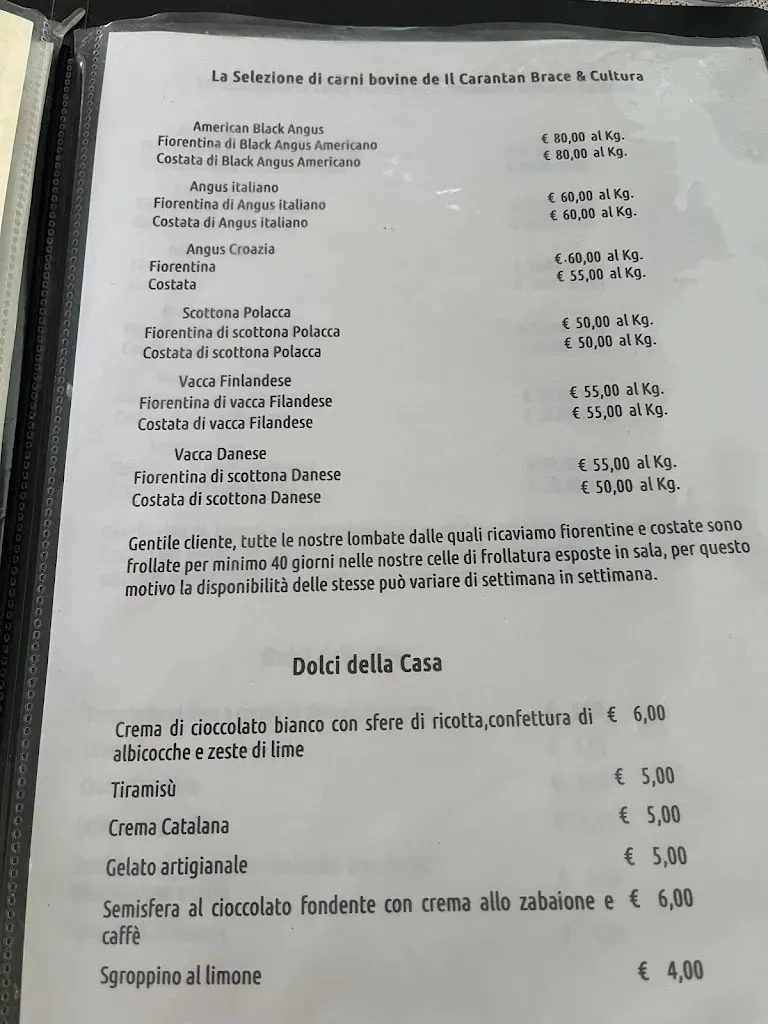 La Selezione di carni bovine de Il Carantan Brace & Cultura
American Black Angus
Fiorentina di Black Angus Americano € 80,00 al Kg.
Costata di Black Angus Americano € 80,00 al Kg.
Angus italiano
Fiorentina di Angus italiano € 60,00 al Kg.
Costata di Angus italiano € 60,00 al Kg.
Angus Croazia
Fiorentina €.60,00 al Kg.
Costata € 55,00 al Kg.
Scottona Polacca
Fiorentina di scottona Polacca € 50,00 al Kg.
Costata di scottona Polacca € 50,00 al Kg.
Vacca Finlandese
Fiorentina di vacca Filandese € 55,00 al Kg.
Costata di vacca Filandese € 55,00 al Kg.
Vacca Danese
Fiorentina di scottona Danese € 55,00 al Kg.
Costata di scottona Danese € 50,00 al Kg.
Gentile cliente, tutte le nostre lombate dalle quali ricaviamo fiorentine e costate sono
frollate per minimo 40 giorni nelle nostre celle di frollatura esposte in sala, per questo
motivo la disponibilità delle stesse può variare di settimana in settimana.
Dolci della Casa
Crema di cioccolato bianco con sfere di ricotta,confettura di € 6,00
albicocche e zeste di lime
Tiramisù € 5,00
Crema Catalana € 5,00
Gelato artigianale € 5,00
Semisfera al cioccolato fondente con crema allo zabaione e € 6,00
caffè
Sgroppino al limone € 4,00